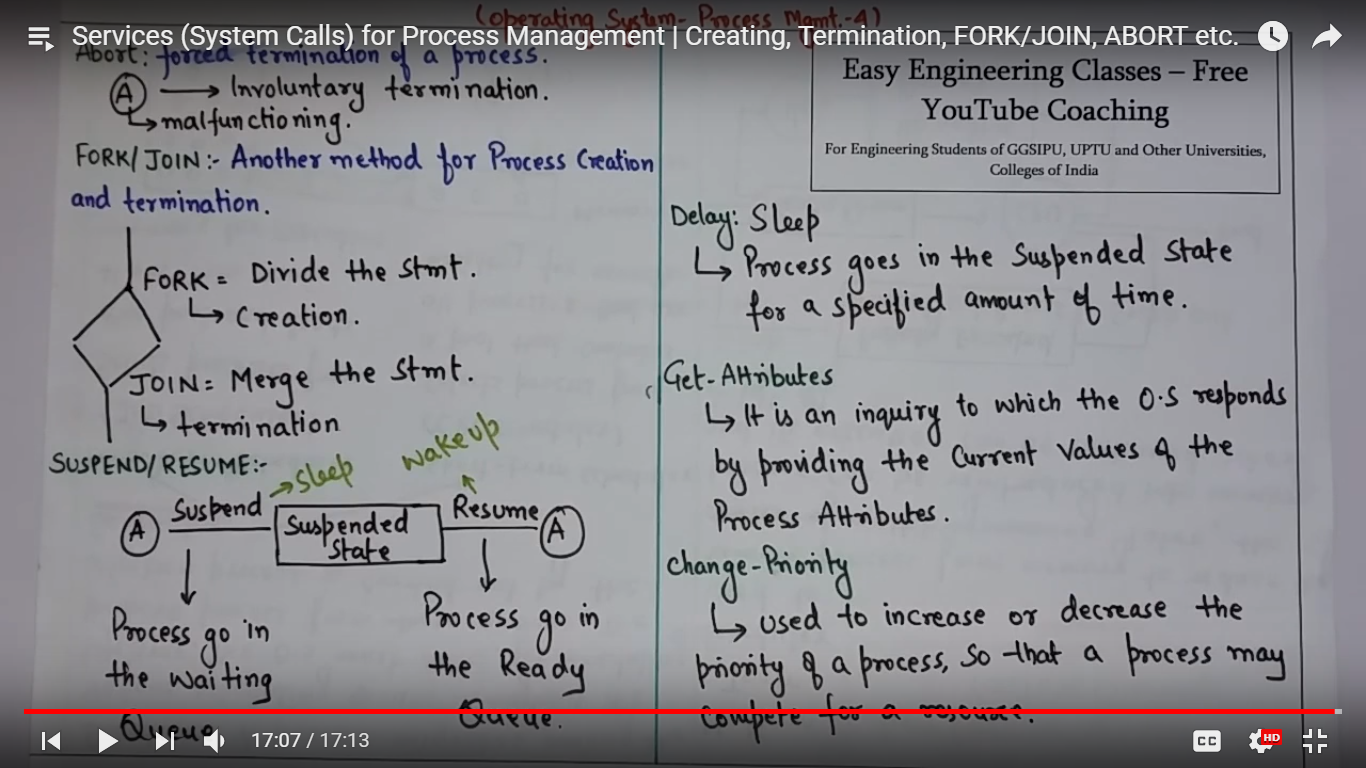 (Operating System- Process Mgmt.-4)
Services (System Calls) for Process Management | Creating, Termination, FORK/JOIN, ABORT etc.
Abort: forced termination of a process.
A → Involuntary termination.
↳ malfunctioning.
FORK/JOIN:- Another method for Process Creation
and termination.
FORK = Divide the Stmt.
↳ Creation.
JOIN = Merge the Stmt.
↳ termination
SUSPEND/RESUME:-
→ Sleep
wakeup
A Suspend Suspended State Resume A
Process go in
the Waiting
Queue
Process go in
the Ready
Queue.
Easy Engineering Classes – Free
YouTube Coaching
For Engineering Students of GGSIPU, UPTU and Other Universities,
Colleges of India
Delay: Sleep
↳ Process goes in the Suspended State
for a specified amount of time.
Get-Attributes
↳ It is an inquiry to which the O.S responds
by providing the Current Values of the
Process Attributes.
Change-Priority
↳ used to increase or decrease the
priority of a process, so that a process may
Compete for a resource.
17:07 / 17:13
CC
HD